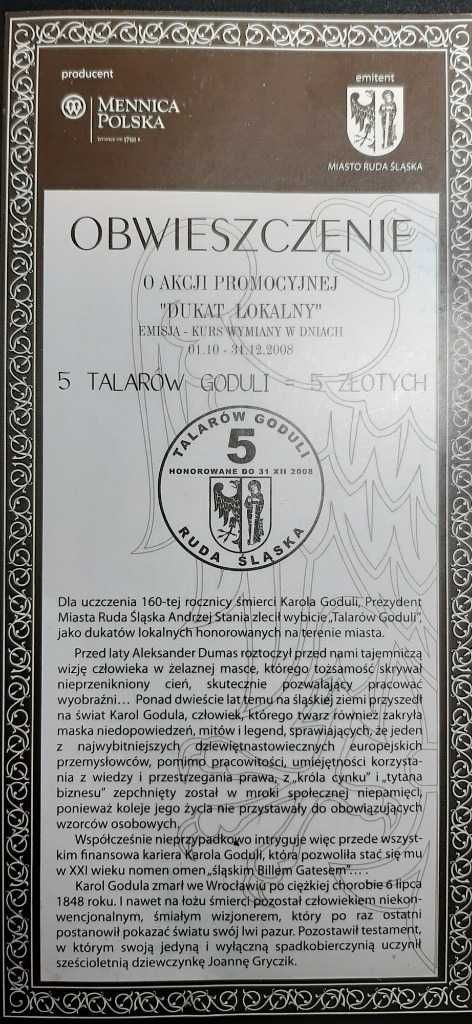 producent
MENNICA
POLSKA
emitent
MIASTO RUDA ŚLĄSKA
OBWIESZCZENIE
O AKCJI PROMOCYJNEJ
"DUKAT LOKALNY"
EMISJA - KURS WYMIANY W DNIACH
01.10 - 31.12.2008
5 TALARÓW GODULI = 5 ZŁOTYCH
TALARÓW GODULI
5
HONOROWANE DO 31 XII 2008
RUDA ŚLĄSKA
Dla uczczenia 160-tej rocznicy śmierci Karola Goduli, Prezydent
Miasta Ruda Śląska Andrzej Stania zlecił wybicie „Talarów Goduli”,
jako dukatów lokalnych honorowanych na terenie miasta.
Przed laty Aleksander Dumas roztoczył przed nami tajemniczą
wizję człowieka w żelaznej masce, którego tożsamość skrywał
nieprzenikniony cień, skutecznie pozwalający pracować
wyobraźni… Ponad dwieście lat temu na śląskiej ziemi przyszedł
na świat Karol Godula, człowiek, którego twarz również zakryła
maska niedopowiedzeń, mitów i legend, sprawiających, że jeden
z najwybitniejszych dziewiętnastowiecznych europejskich
przemysłowców, pomimo pracowitości, umiejętności korzysta-
nia z wiedzy i przestrzegania prawa, z „króla cynku” i „tytana
biznesu” zepchnięty został w mroki społecznej niepamięci,
ponieważ koleje jego życia nie przystawały do obowiązujących
wzorców osobowych.
Współcześnie nieprzypadkowo intryguje więc przede wszyst-
kim finansowa kariera Karola Goduli, która pozwoliła stać się mu
w XXI wieku nomen omen „śląskim Billem Gatesem”… .
Karol Godula zmarł we Wrocławiu po ciężkiej chorobie 6 lipca
1848 roku. I nawet na łożu śmierci pozostał człowiekiem niekon-
wencjonalnym, śmiałym wizjonerem, który po raz ostatni
postanowił pokazać światu swój lwi pazur. Pozostawił testament,
w którym swoją jedyną i wyłączną spadkobierczynią uczynił
sześcioletnią dziewczynkę Joannę Gryczik.